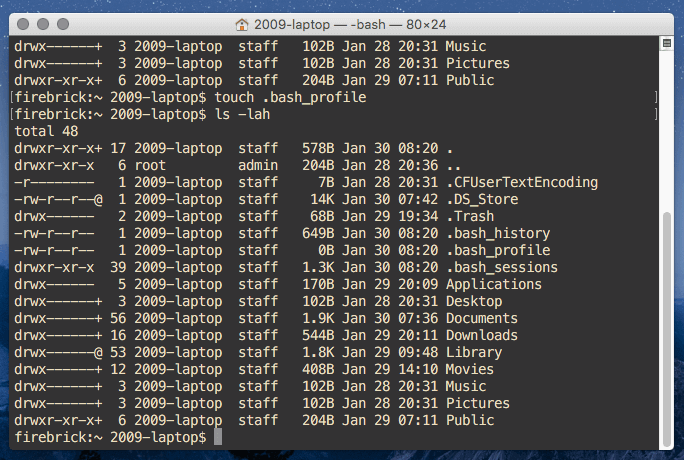 2009-laptop — -bash — 80×24
drwx------+  3 2009-laptop  staff   102B Jan 28 20:31 Music
drwx------+  3 2009-laptop  staff   102B Jan 28 20:31 Pictures
drwxr-xr-x+  6 2009-laptop  staff   204B Jan 29 07:11 Public
[firebrick:~ 2009-laptop$ touch .bash_profile ]
[firebrick:~ 2009-laptop$ ls -lah ]
total 48
drwxr-xr-x+ 17 2009-laptop  staff   578B Jan 30 08:20 .
drwxr-xr-x   6 root         admin   204B Jan 28 20:36 ..
-r--------   1 2009-laptop  staff     7B Jan 28 20:31 .CFUserTextEncoding
-rw-r--r--@  1 2009-laptop  staff    14K Jan 30 07:42 .DS_Store
drwx------   2 2009-laptop  staff    68B Jan 29 19:34 .Trash
-rw-r--r--   1 2009-laptop  staff   649B Jan 30 08:20 .bash_history
-rw-r--r--   1 2009-laptop  staff     0B Jan 30 08:20 .bash_profile
drwxr-xr-x  39 2009-laptop  staff   1.3K Jan 30 08:20 .bash_sessions
drwx------   5 2009-laptop  staff   170B Jan 29 20:09 Applications
drwx------+  3 2009-laptop  staff   102B Jan 28 20:31 Desktop
drwx------+ 56 2009-laptop  staff   1.9K Jan 30 07:36 Documents
drwx------+ 16 2009-laptop  staff   544B Jan 29 20:11 Downloads
drwx------@ 53 2009-laptop  staff   1.8K Jan 29 09:48 Library
drwx------+ 12 2009-laptop  staff   408B Jan 29 14:10 Movies
drwx------+  3 2009-laptop  staff   102B Jan 28 20:31 Music
drwx------+  3 2009-laptop  staff   102B Jan 28 20:31 Pictures
drwxr-xr-x+  6 2009-laptop  staff   204B Jan 29 07:11 Public
firebrick:~ 2009-laptop$